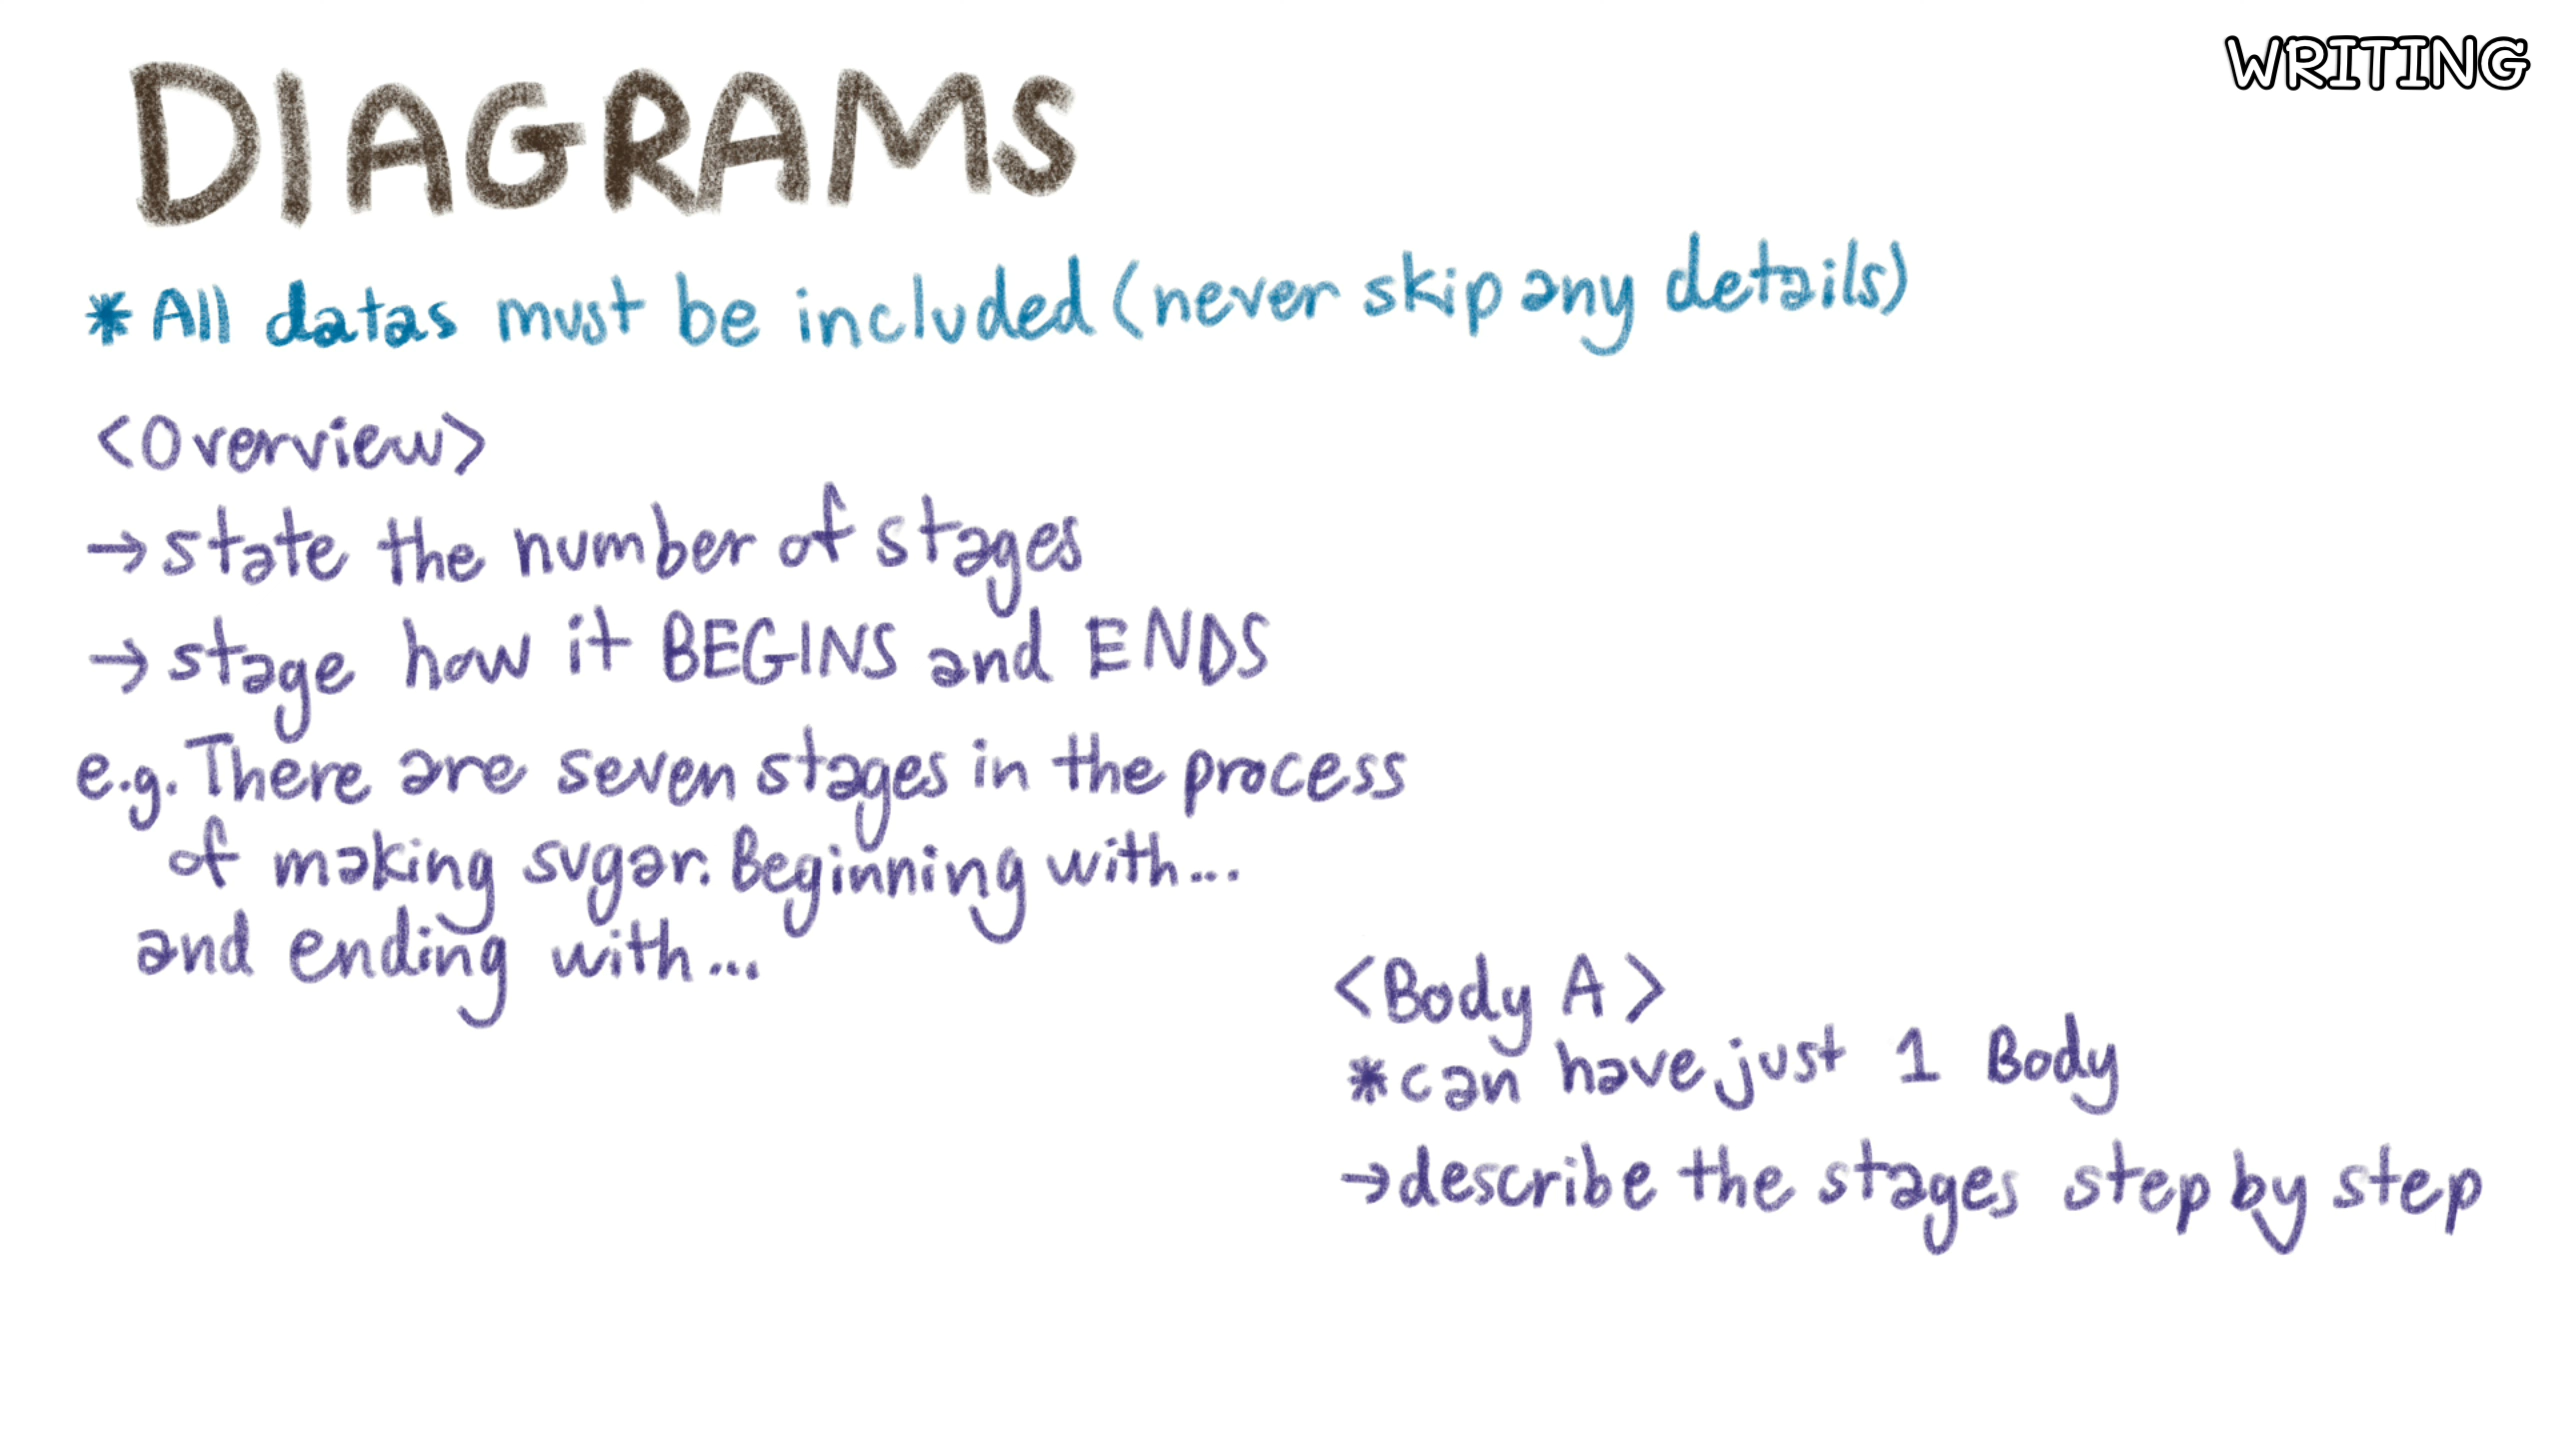 WRITING
DIAGRAMS
* All datas must be included (never skip any details)
<Overview>
→ state the number of stages
→ stage how it BEGINS and ENDS
e.g. There are seven stages in the process
of making sugar. Beginning with...
and ending with...
<Body A>
* can have just 1 Body
→ describe the stages step by step